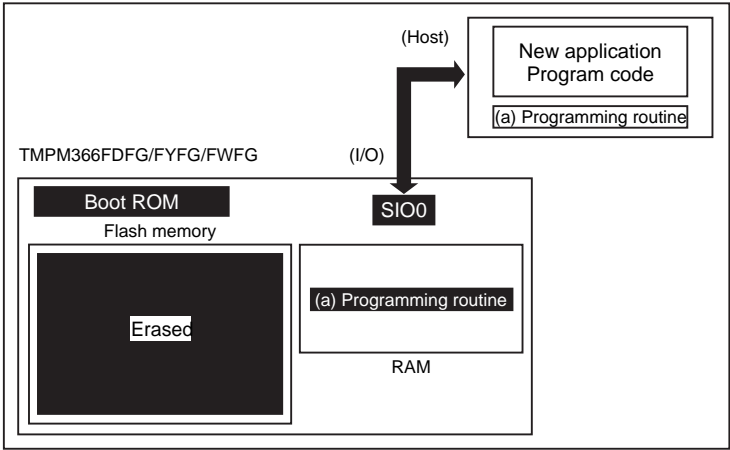 (Host)
New application
Program code
(a) Programming routine
TMPM366FDFG/FYFG/FWFG
(I/O)
Boot ROM
SIO0
Flash memory
(a) Programming routine
Erased
RAM